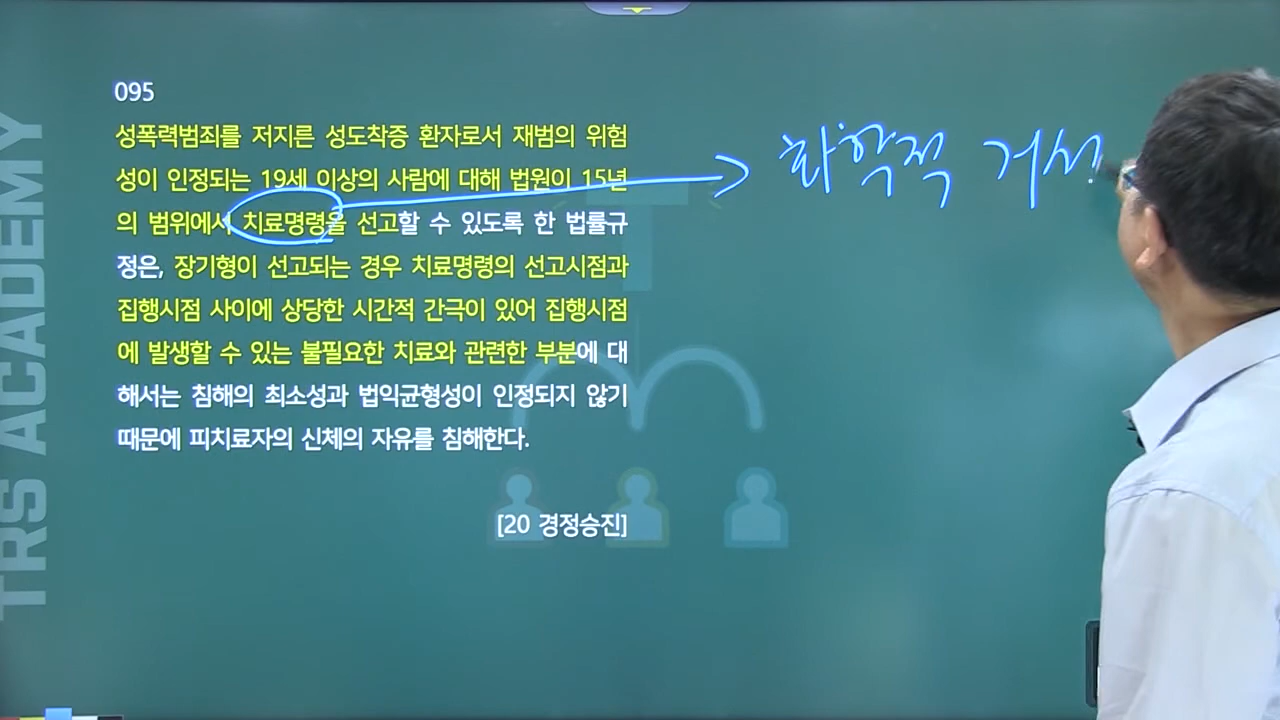 095
성폭력범죄를 저지른 성도착증 환자로서 재범의 위험
성이 인정되는 19세 이상의 사람에 대해 법원이 15년
의 범위에서 치료명령을 선고할 수 있도록 한 법률규
정은, 장기형이 선고되는 경우 치료명령의 선고시점과
집행시점 사이에 상당한 시간적 간극이 있어 집행시점
에 발생할 수 있는 불필요한 치료와 관련한 부분에 대
해서는 침해의 최소성과 법익균형성이 인정되지 않기
때문에 피치료자의 신체의 자유를 침해한다.
[20 경정승진]
화학적 거서
TRS ACADEMY